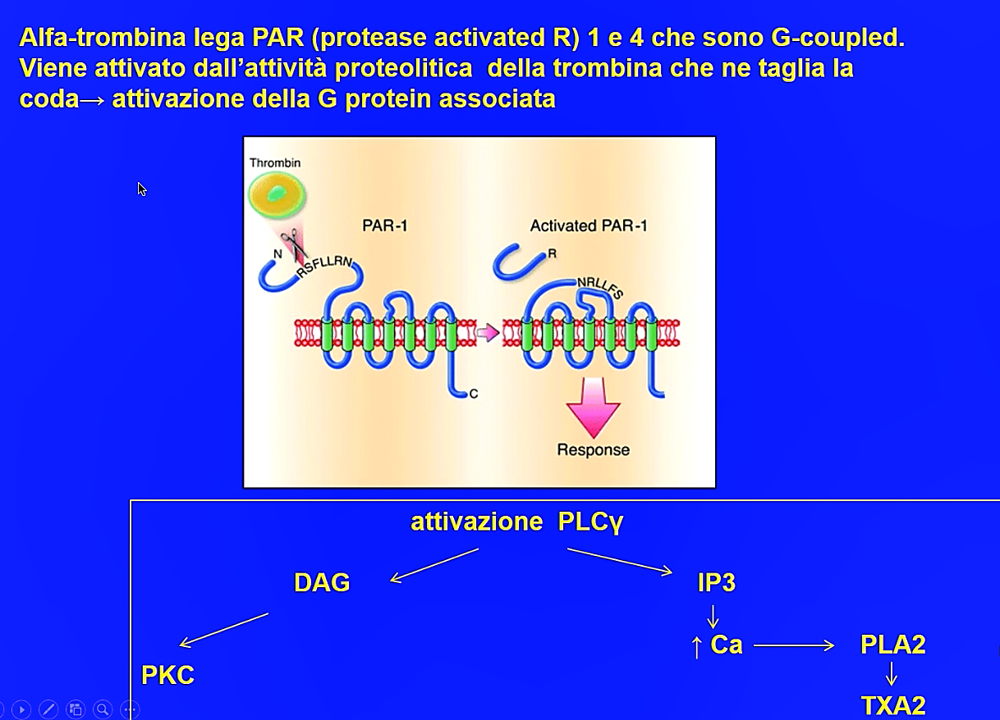 Alfa-trombina lega PAR (protease activated R) 1 e 4 che sono G-coupled.
Viene attivato dall'attività proteolitica  della trombina che ne taglia la
coda→ attivazione della G protein associata
Thrombin
PAR-1
Activated PAR-1
N
RSFLLRN
R
NRLLFS
C
Response
attivazione  PLCγ
DAG
IP3
↑ Ca
PLA2
PKC
TXA2